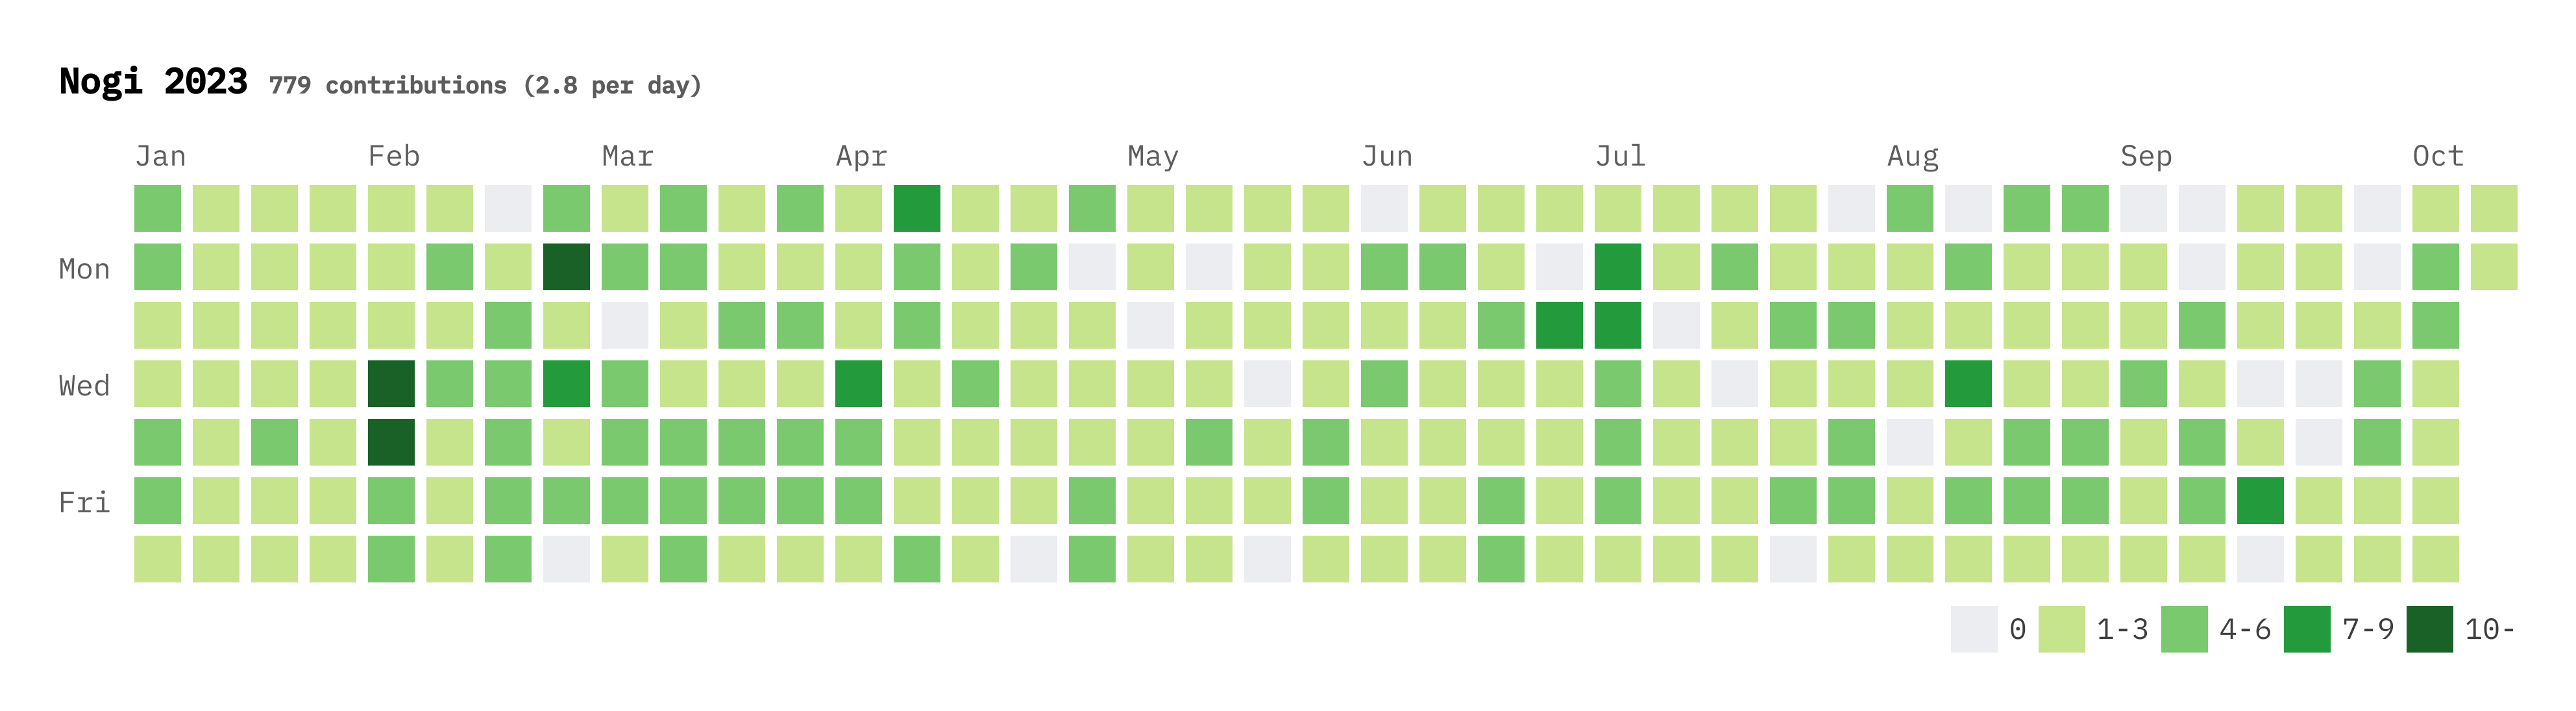 Nogi 2023 779 contributions (2.8 per day)
Jan Feb Mar Apr May Jun Jul Aug Sep Oct
Mon
Wed
Fri
0 1-3 4-6 7-9 10-